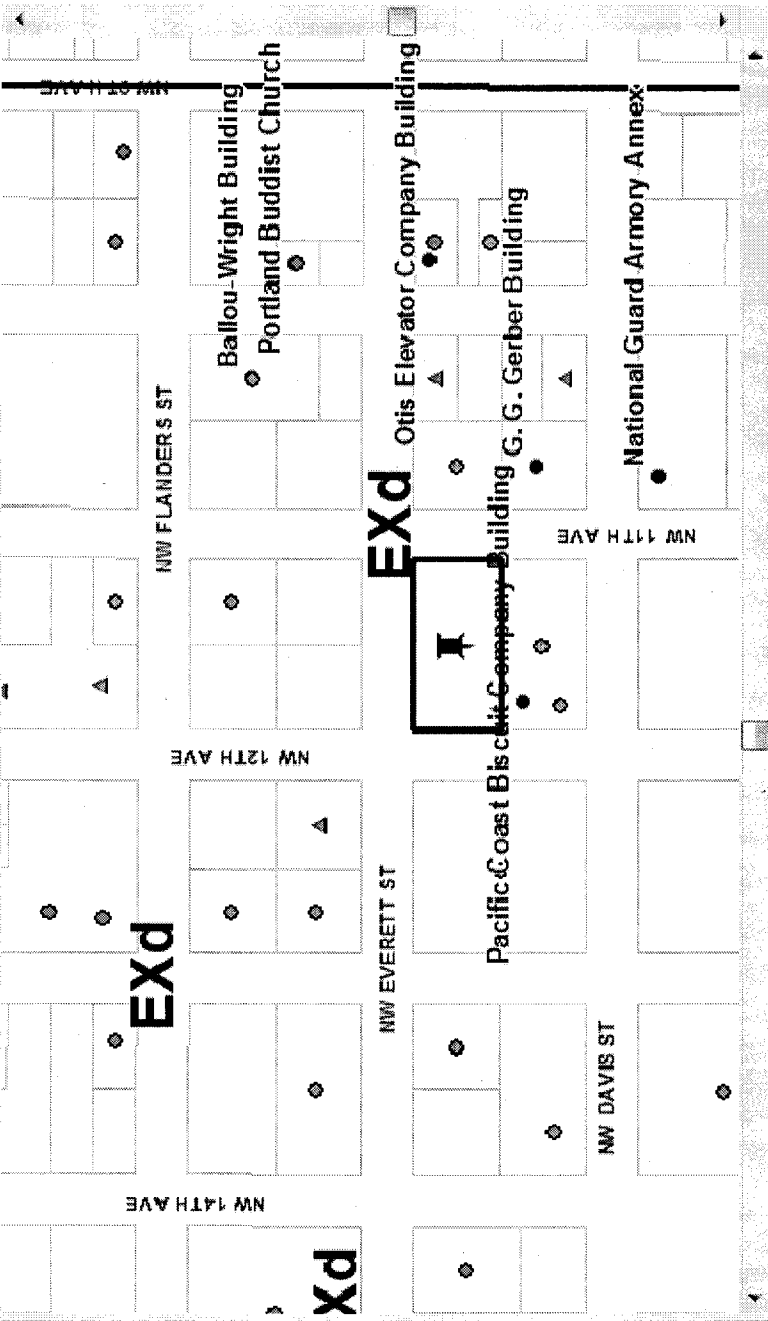 NW 9TH AVE
Ballou-Wright Building
Portland Buddist Church
Otis Elevator Company Building
G. G. Gerber Building
National Guard Armory Annex
NW FLANDERS ST
EXd
NW 11TH AVE
Pacific Coast Biscuit Company Building
NW 12TH AVE
EXd
NW EVERETT ST
NW DAVIS ST
NW 14TH AVE
Xd